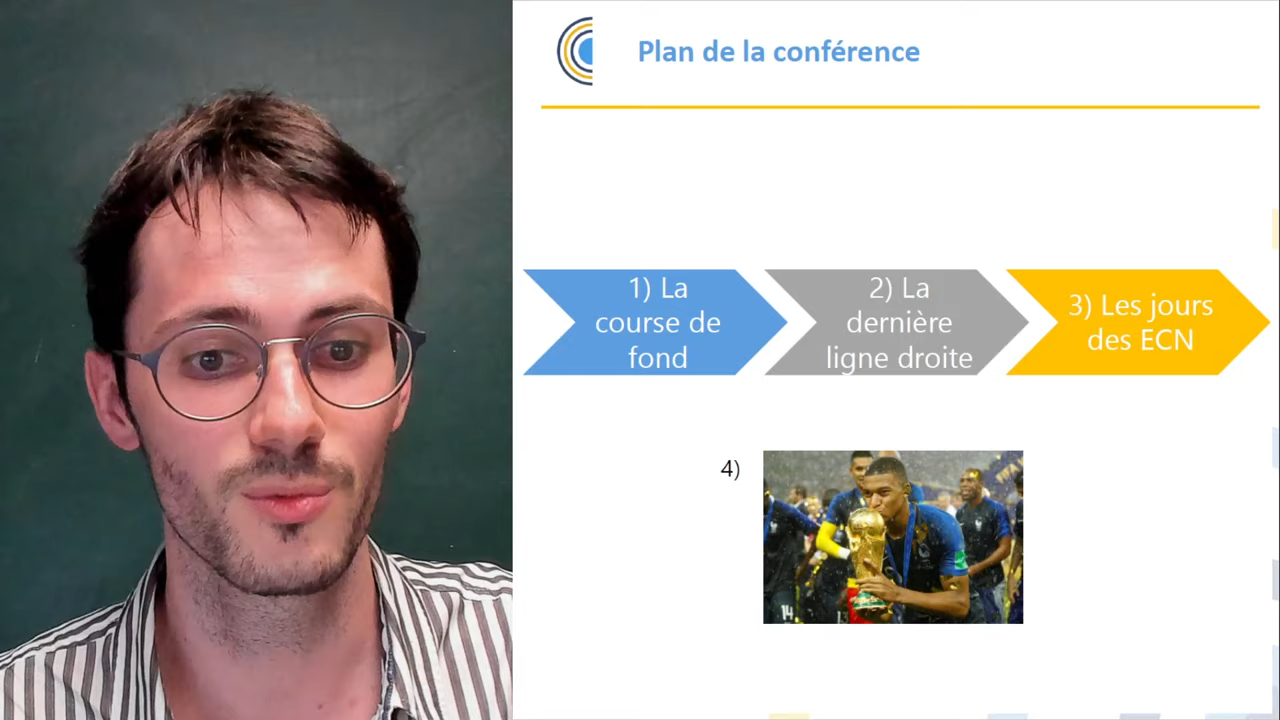 Plan de la conférence
1) La
course de
fond
2) La
dernière
ligne droite
3) Les jours
des ECN
4)
14